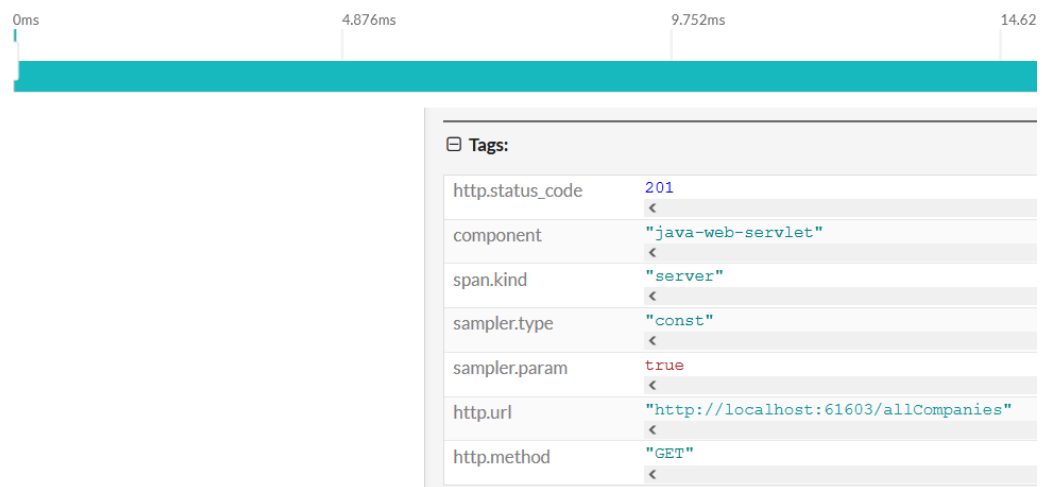 0ms 4.876ms 9.752ms 14.62
Tags:
http.status_code 201
component "java-web-servlet"
span.kind "server"
sampler.type "const"
sampler.param true
http.url "http://localhost:61603/allCompanies"
http.method "GET"